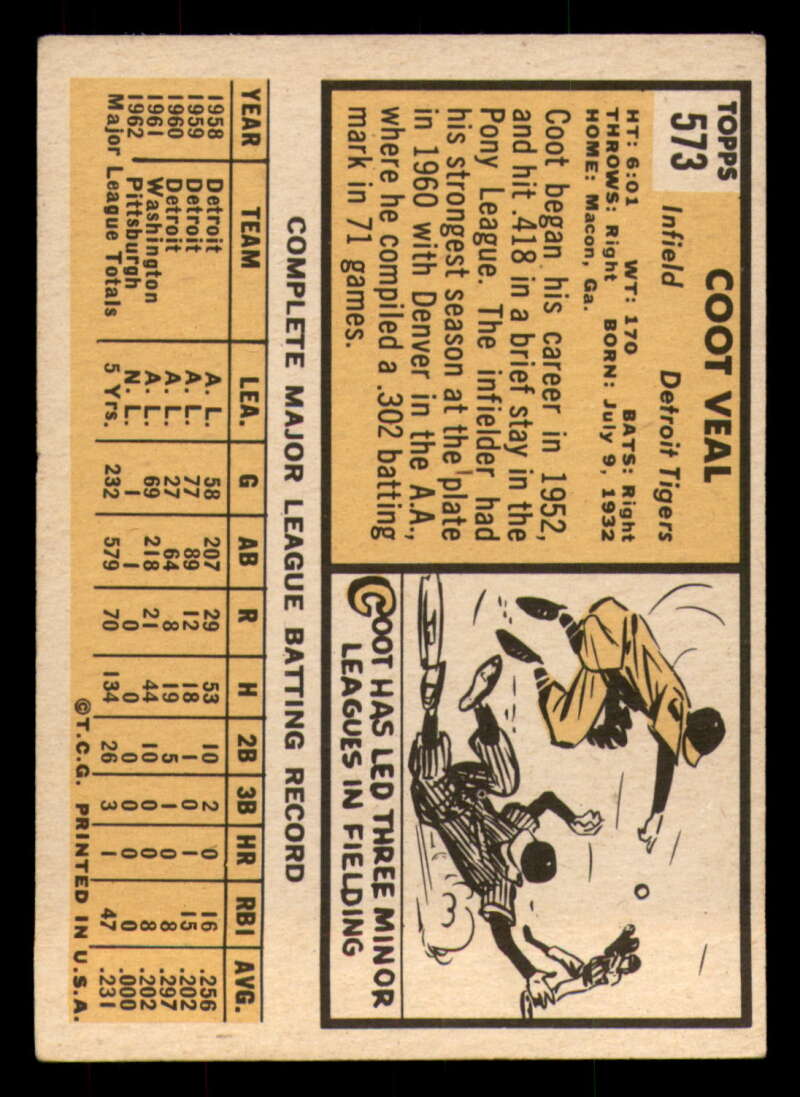 TOPPS
573
COOT VEAL
Infield Detroit Tigers
HT: 6:01 WT: 170 BATS: Right
THROWS: Right BORN: July 9, 1932
HOME: Macon, Ga.
Coot began his career in 1952,
and hit .418 in a brief stay in the
Pony League. The infielder had
his strongest season at the plate
in 1960 with Denver in the A.A.,
where he compiled a .302 batting
mark in 71 games.
COOT HAS LED THREE MINOR
LEAGUES IN FIELDING
COMPLETE MAJOR LEAGUE BATTING RECORD
YEAR TEAM LEA. G AB R H 2B 3B HR RBI AVG.
1958 Detroit A. L. 58 207 29 53 10 2 0 16 .256
1959 Detroit A. L. 77 89 12 18 1 0 1 15 .202
1960 Detroit A. L. 27 64 8 19 5 1 0 8 .297
1961 Washington A. L. 69 218 21 44 10 0 0 8 .202
1962 Pittsburgh N. L. 1 1 0 0 0 0 0 0 .000
Major League Totals 5 Yrs. 232 579 70 134 26 3 1 47 .231
©T.C.G. PRINTED IN U.S.A.